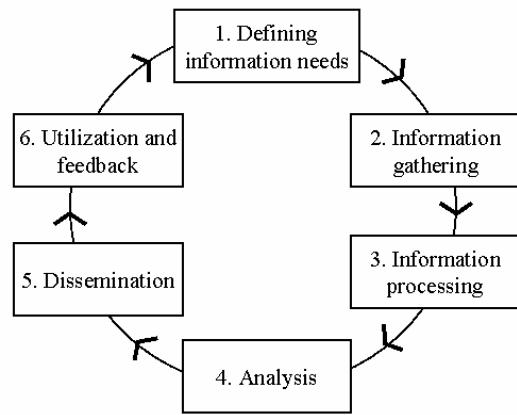 1. Defining
information needs
2. Information
gathering
3. Information
processing
4. Analysis
5. Dissemination
6. Utilization and
feedback